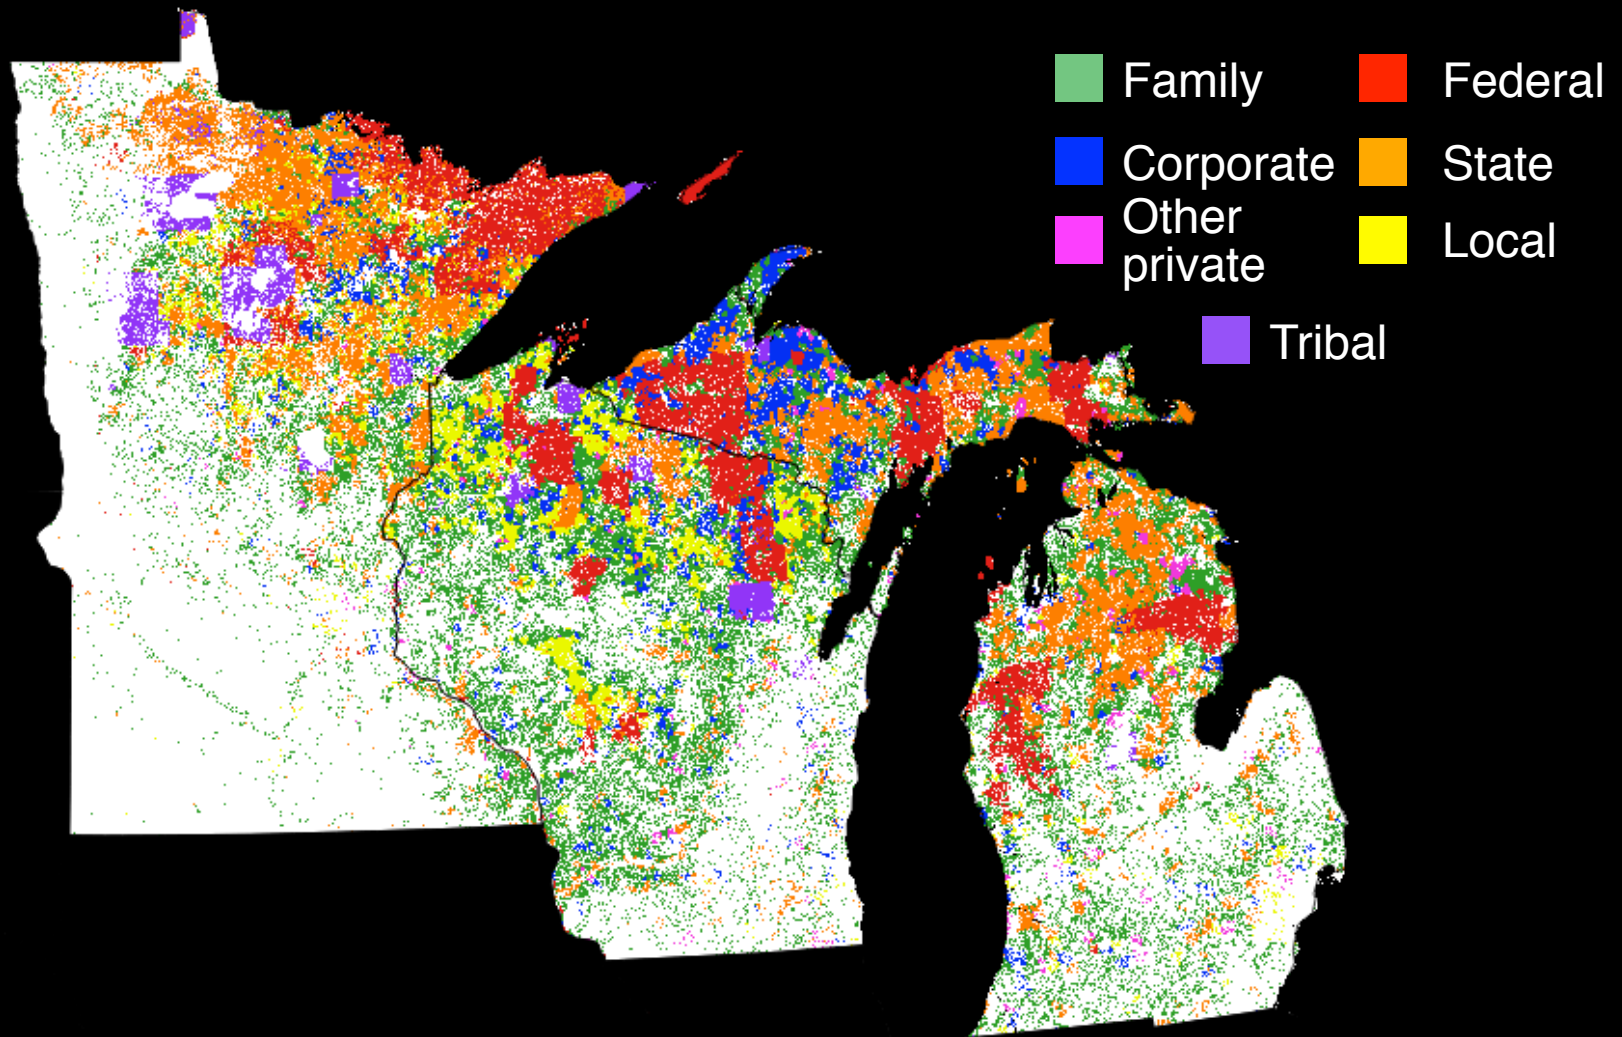 Family
Federal
Corporate
State
Other
private
Local
Tribal